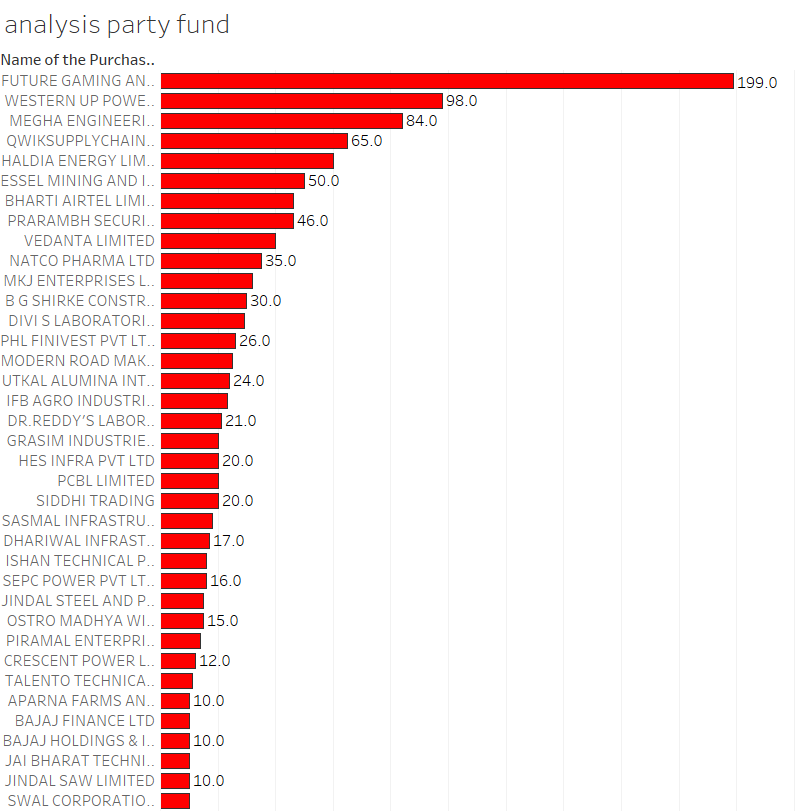 analysis party fund
Name of the Purchas..
FUTURE GAMING AN.. 199.0
WESTERN UP POWE.. 98.0
MEGHA ENGINEERI.. 84.0
QWIKSUPPLYCHAIN.. 65.0
HALDIA ENERGY LIM..
ESSEL MINING AND I.. 50.0
BHARTI AIRTEL LIMI..
PRARAMBH SECURI.. 46.0
VEDANTA LIMITED
NATCO PHARMA LTD 35.0
MKJ ENTERPRISES L..
B G SHIRKE CONSTR.. 30.0
DIVI S LABORATORI..
PHL FINIVEST PVT LT.. 26.0
MODERN ROAD MAK..
UTKAL ALUMINA INT.. 24.0
IFB AGRO INDUSTRI..
DR.REDDY'S LABOR.. 21.0
GRASIM INDUSTRIE..
HES INFRA PVT LTD 20.0
PCBL LIMITED
SIDDHI TRADING 20.0
SASMAL INFRASTRU..
DHARIWAL INFRAST.. 17.0
ISHAN TECHNICAL P..
SEPC POWER PVT LT.. 16.0
JINDAL STEEL AND P..
OSTRO MADHYA WI.. 15.0
PIRAMAL ENTERPRI..
CRESCENT POWER L.. 12.0
TALENTO TECHNICA..
APARNA FARMS AN.. 10.0
BAJAJ FINANCE LTD
BAJAJ HOLDINGS & I.. 10.0
JAI BHARAT TECHNI..
JINDAL SAW LIMITED 10.0
SWAL CORPORATIO..